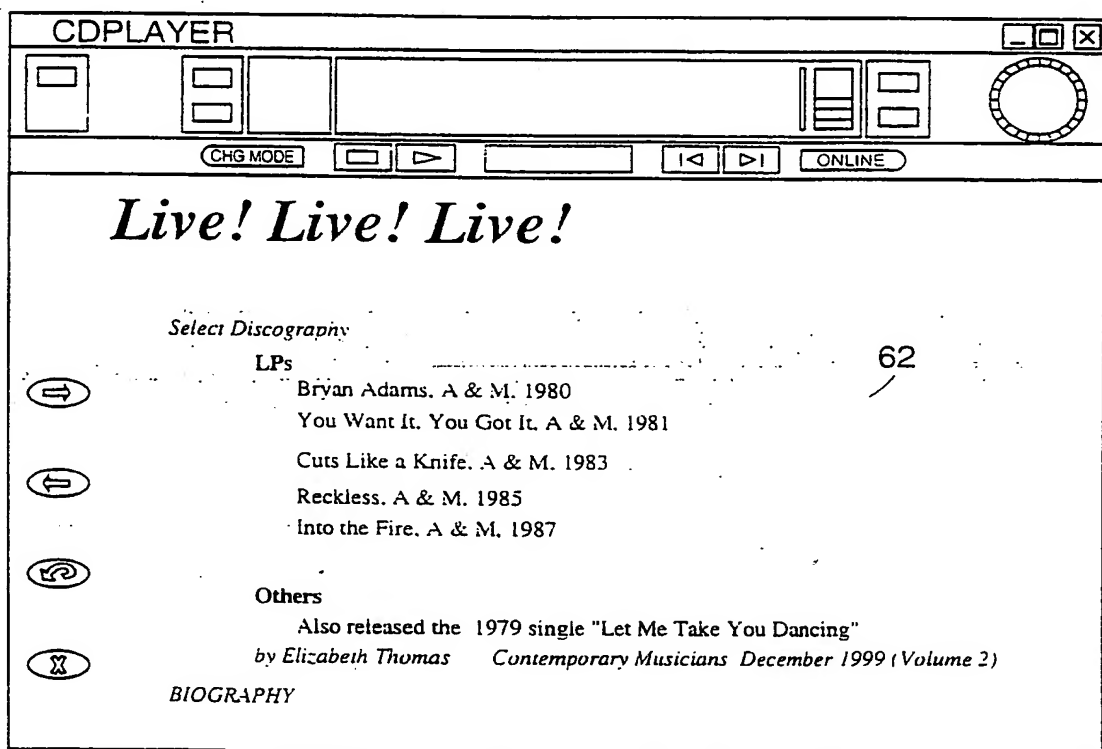 CDPLAYER
CHG MODE
ONLINE
Live! Live! Live!
Select Discography
LPs
62
Bryan Adams. A & M. 1980
You Want It. You Got It. A & M. 1981
Cuts Like a Knife. A & M. 1983
Reckless. A & M. 1985
Into the Fire. A & M. 1987
Others
Also released the 1979 single "Let Me Take You Dancing"
by Elizabeth Thomas Contemporary Musicians December 1999 (Volume 2)
X
BIOGRAPHY